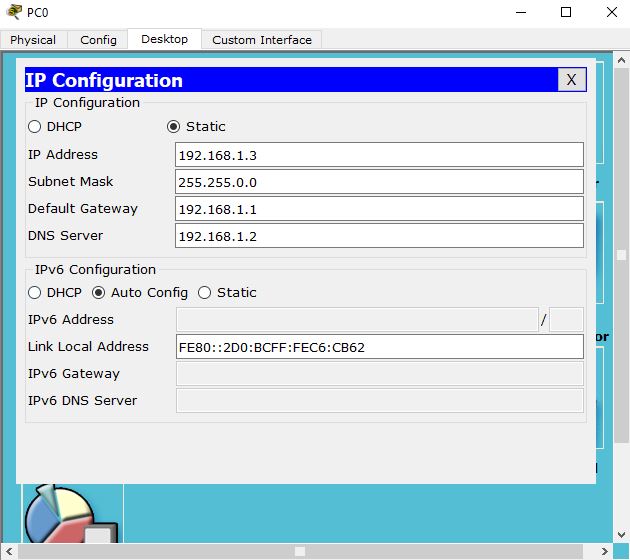 PC0
Physical Config Desktop Custom Interface
IP Configuration X
IP Configuration
DHCP Static
IP Address 192.168.1.3
Subnet Mask 255.255.0.0
Default Gateway 192.168.1.1
DNS Server 192.168.1.2
IPv6 Configuration
DHCP Auto Config Static
IPv6 Address /
Link Local Address FE80::2D0:BCFF:FEC6:CB62
IPv6 Gateway
IPv6 DNS Server